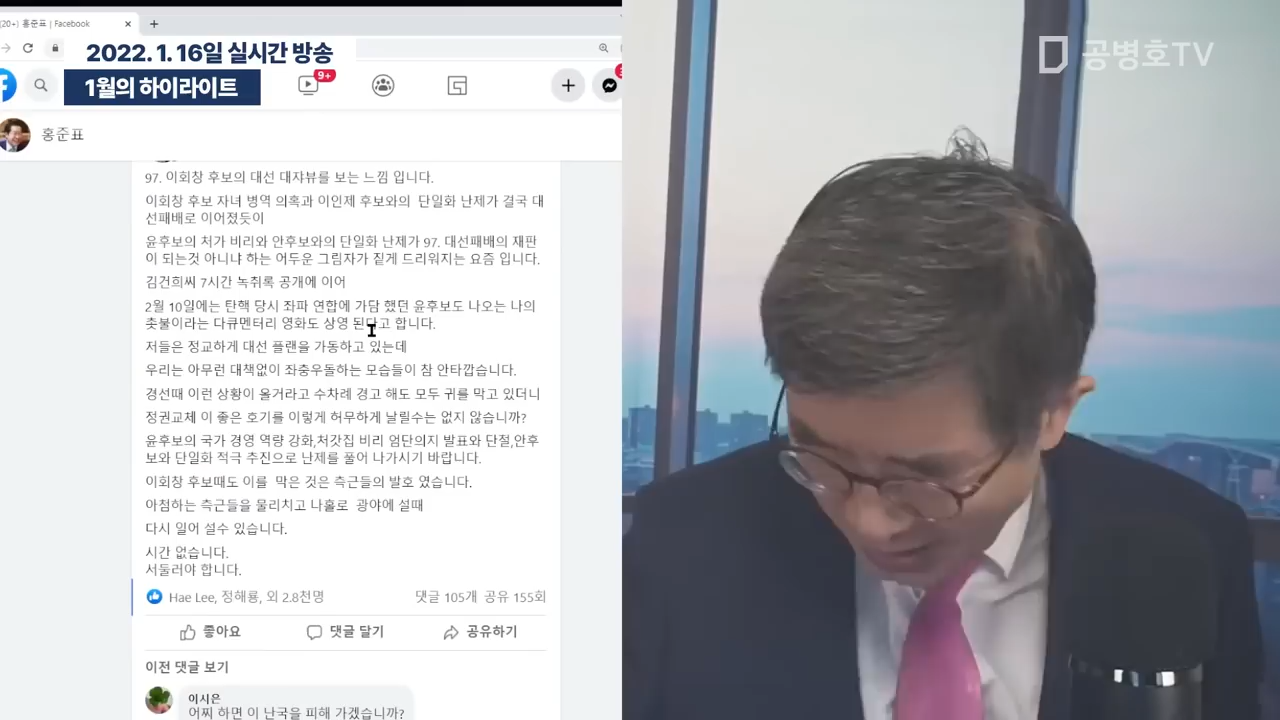 (20+) 홍준표 | Facebook
2022. 1. 16일 실시간 방송
1월의 하이라이트
9+
홍준표
97. 이회창 후보의 대선 대쟈뷰를 보는 느낌 입니다.
이회창 후보 자녀 병역 의혹과 이인제 후보와의 단일화 난제가 결국 대
선패배로 이어졌듯이
윤후보의 처가 비리와 안후보와의 단일화 난제가 97. 대선패배의 재판
이 되는것 아니냐 하는 어두운 그림자가 짙게 드리워지는 요즘 입니다.
김건희씨 7시간 녹취록 공개에 이어
2월 10일에는 탄핵 당시 좌파 연합에 가담 했던 윤후보도 나오는 나의
촛불이라는 다큐멘터리 영화도 상영 된다고 합니다.
저들은 정교하게 대선 플랜을 가동하고 있는데
우리는 아무런 대책없이 좌충우돌하는 모습들이 참 안타깝습니다.
경선때 이런 상황이 올거라고 수차례 경고 해도 모두 귀를 막고 있더니
정권교체 이 좋은 호기를 이렇게 허무하게 날릴수는 없지 않습니까?
윤후보의 국가 경영 역량 강화,처갓집 비리 엄단의지 발표와 단절,안후
보와 단일화 적극 추진으로 난제를 풀어 나가시기 바랍니다.
이회창 후보때도 이를 막은 것은 측근들의 발호 였습니다.
아첨하는 측근들을 물리치고 나홀로 광야에 설때
다시 일어 설수 있습니다.
시간 없습니다.
서둘러야 합니다.
Hae Lee, 정해룡, 외 2.8천명 댓글 105개 공유 155회
좋아요 댓글 달기 공유하기
이전 댓글 보기
이시은
어찌 하면 이 난국을 피해 가겠습니까?
공병호TV